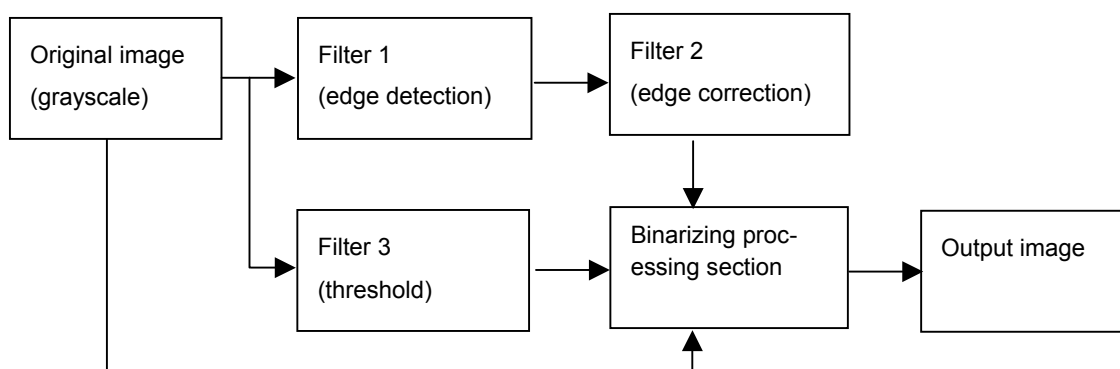 Original image
(grayscale)
Filter 1
(edge detection)
Filter 2
(edge correction)
Filter 3
(threshold)
Binarizing proc-
essing section
Output image